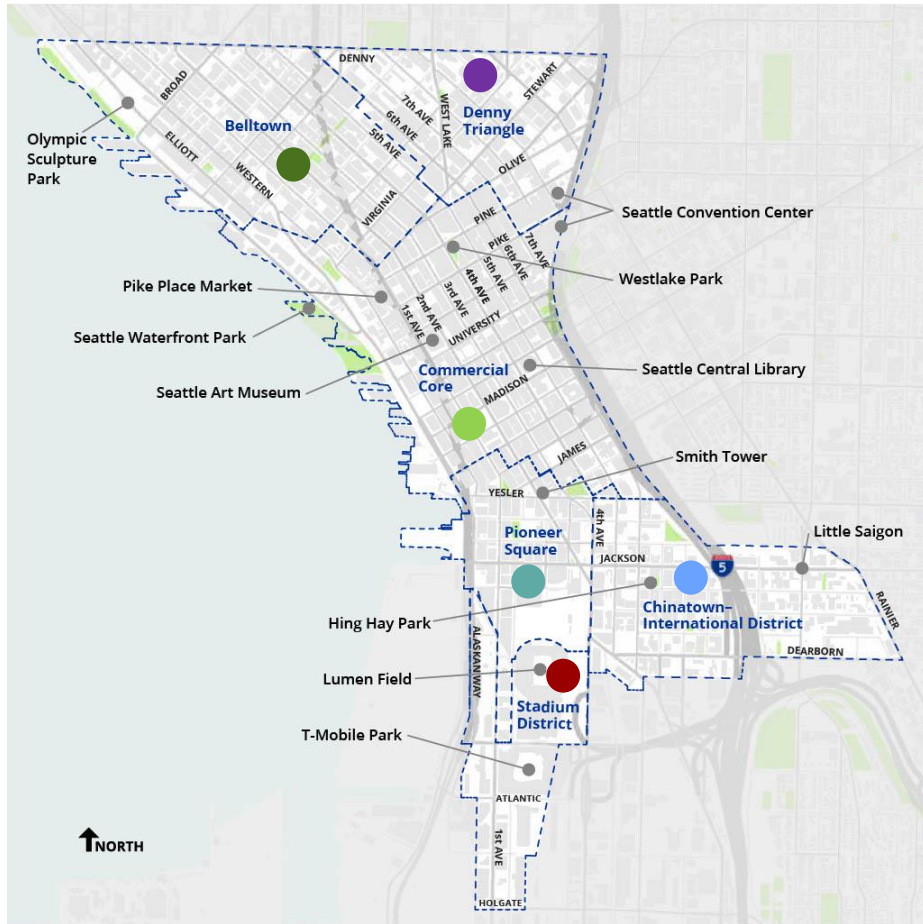 DENNY
BROAD
STEWART
7th AVE
6th AVE
5th AVE
WEST LAKE
Denny
Triangle
Belltown
Olympic
Sculpture
Park
ELLIOTT
WESTERN
VIRGINIA
OLIVE
PINE
PIKE
Seattle Convention Center
7th AVE
6th AVE
5th AVE
4th AVE
3rd AVE
2nd AVE
1st AVE
Westlake Park
Pike Place Market
Seattle Waterfront Park
UNIVERSITY
Seattle Art Museum
Commercial
Core
MADISON
Seattle Central Library
JAMES
Smith Tower
YESLER
4th AVE
Pioneer
Square
JACKSON
INTERSTATE
5
Little Saigon
Hing Hay Park
Chinatown–
International District
RAINIER
DEARBORN
ALASKAN WAY
Lumen Field
Stadium
District
T-Mobile Park
ATLANTIC
1st AVE
NORTH
HOLGATE